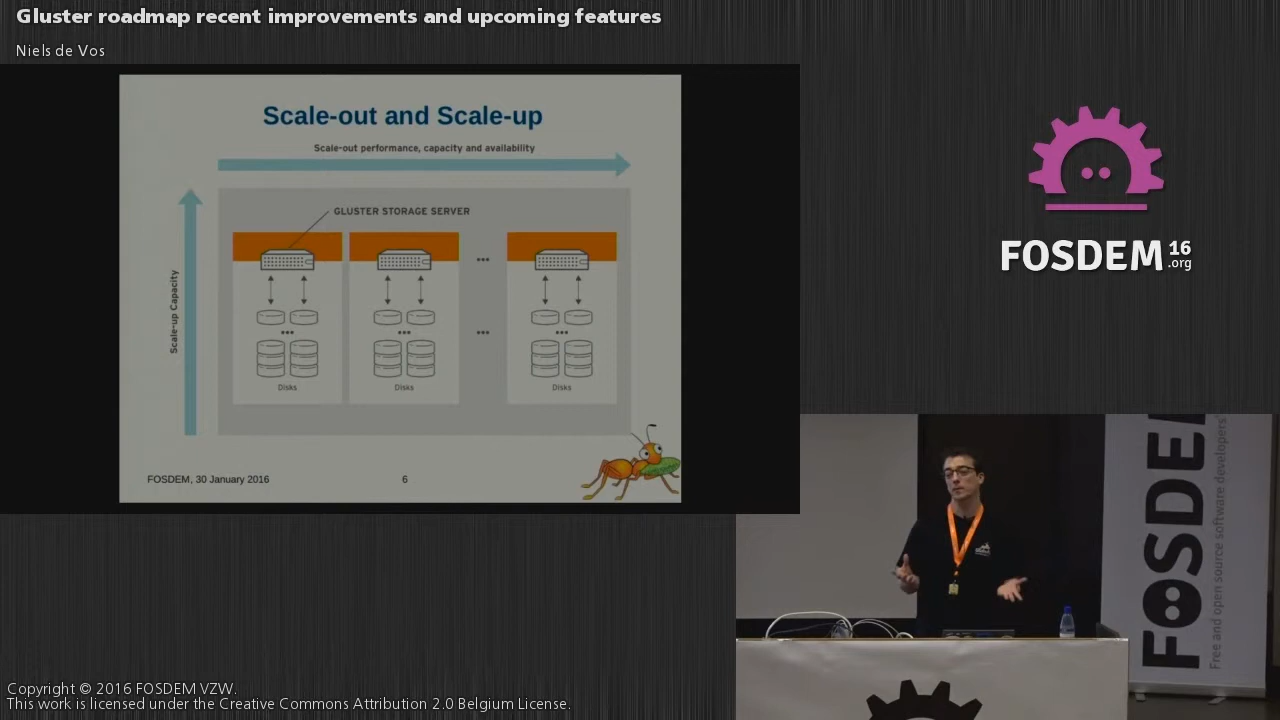 Gluster roadmap recent improvements and upcoming features
Niels de Vos
Scale-out and Scale-up
Scale-out performance, capacity and availability
Scale-up Capacity
GLUSTER STORAGE SERVER
...
...
... ... ...
Disks Disks Disks
FOSDEM, 30 January 2016
6
FOSDEM 16
.org
FOSDE
Free and open source software developers'
Copyright © 2016 FOSDEM VZW.
This work is licensed under the Creative Commons Attribution 2.0 Belgium License.